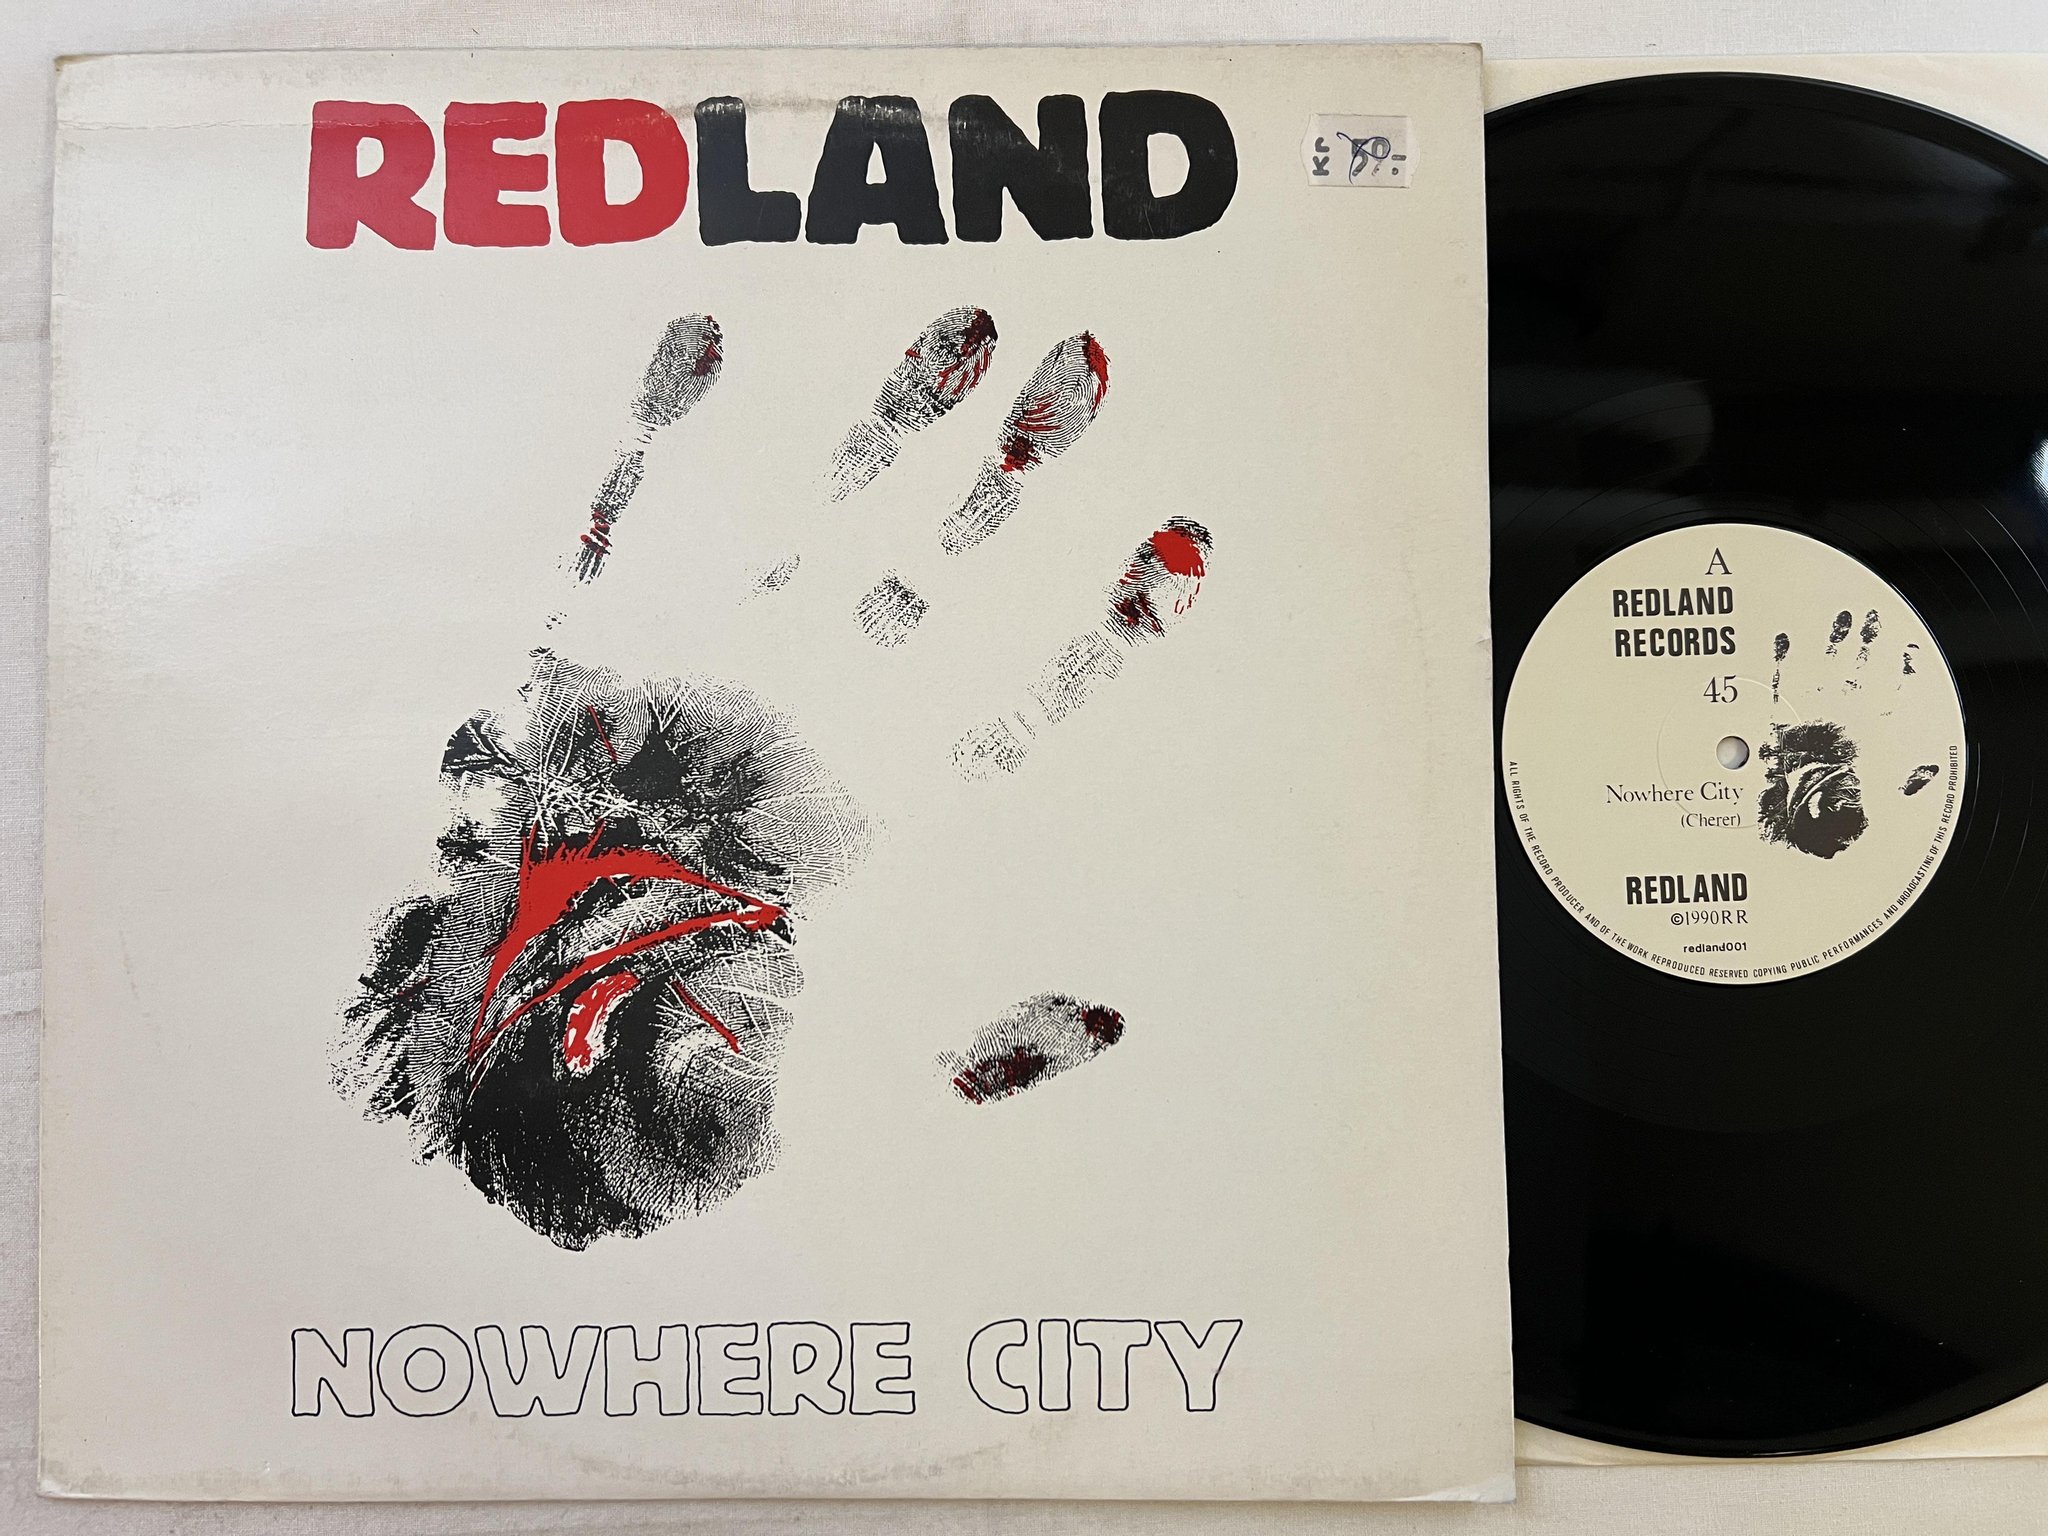 REDLAND
Kr
NOWHERE CITY
A
REDLAND
RECORDS
45
Nowhere City
(Cherer)
REDLAND
©1990RR
redland001
ALL RIGHTS OF THE RECORD PRODUCER AND OF THE WORK REPRODUCED RESERVED COPYING PUBLIC PERFORMANCES AND BROADCASTING OF THIS RECORD PROHIBITED